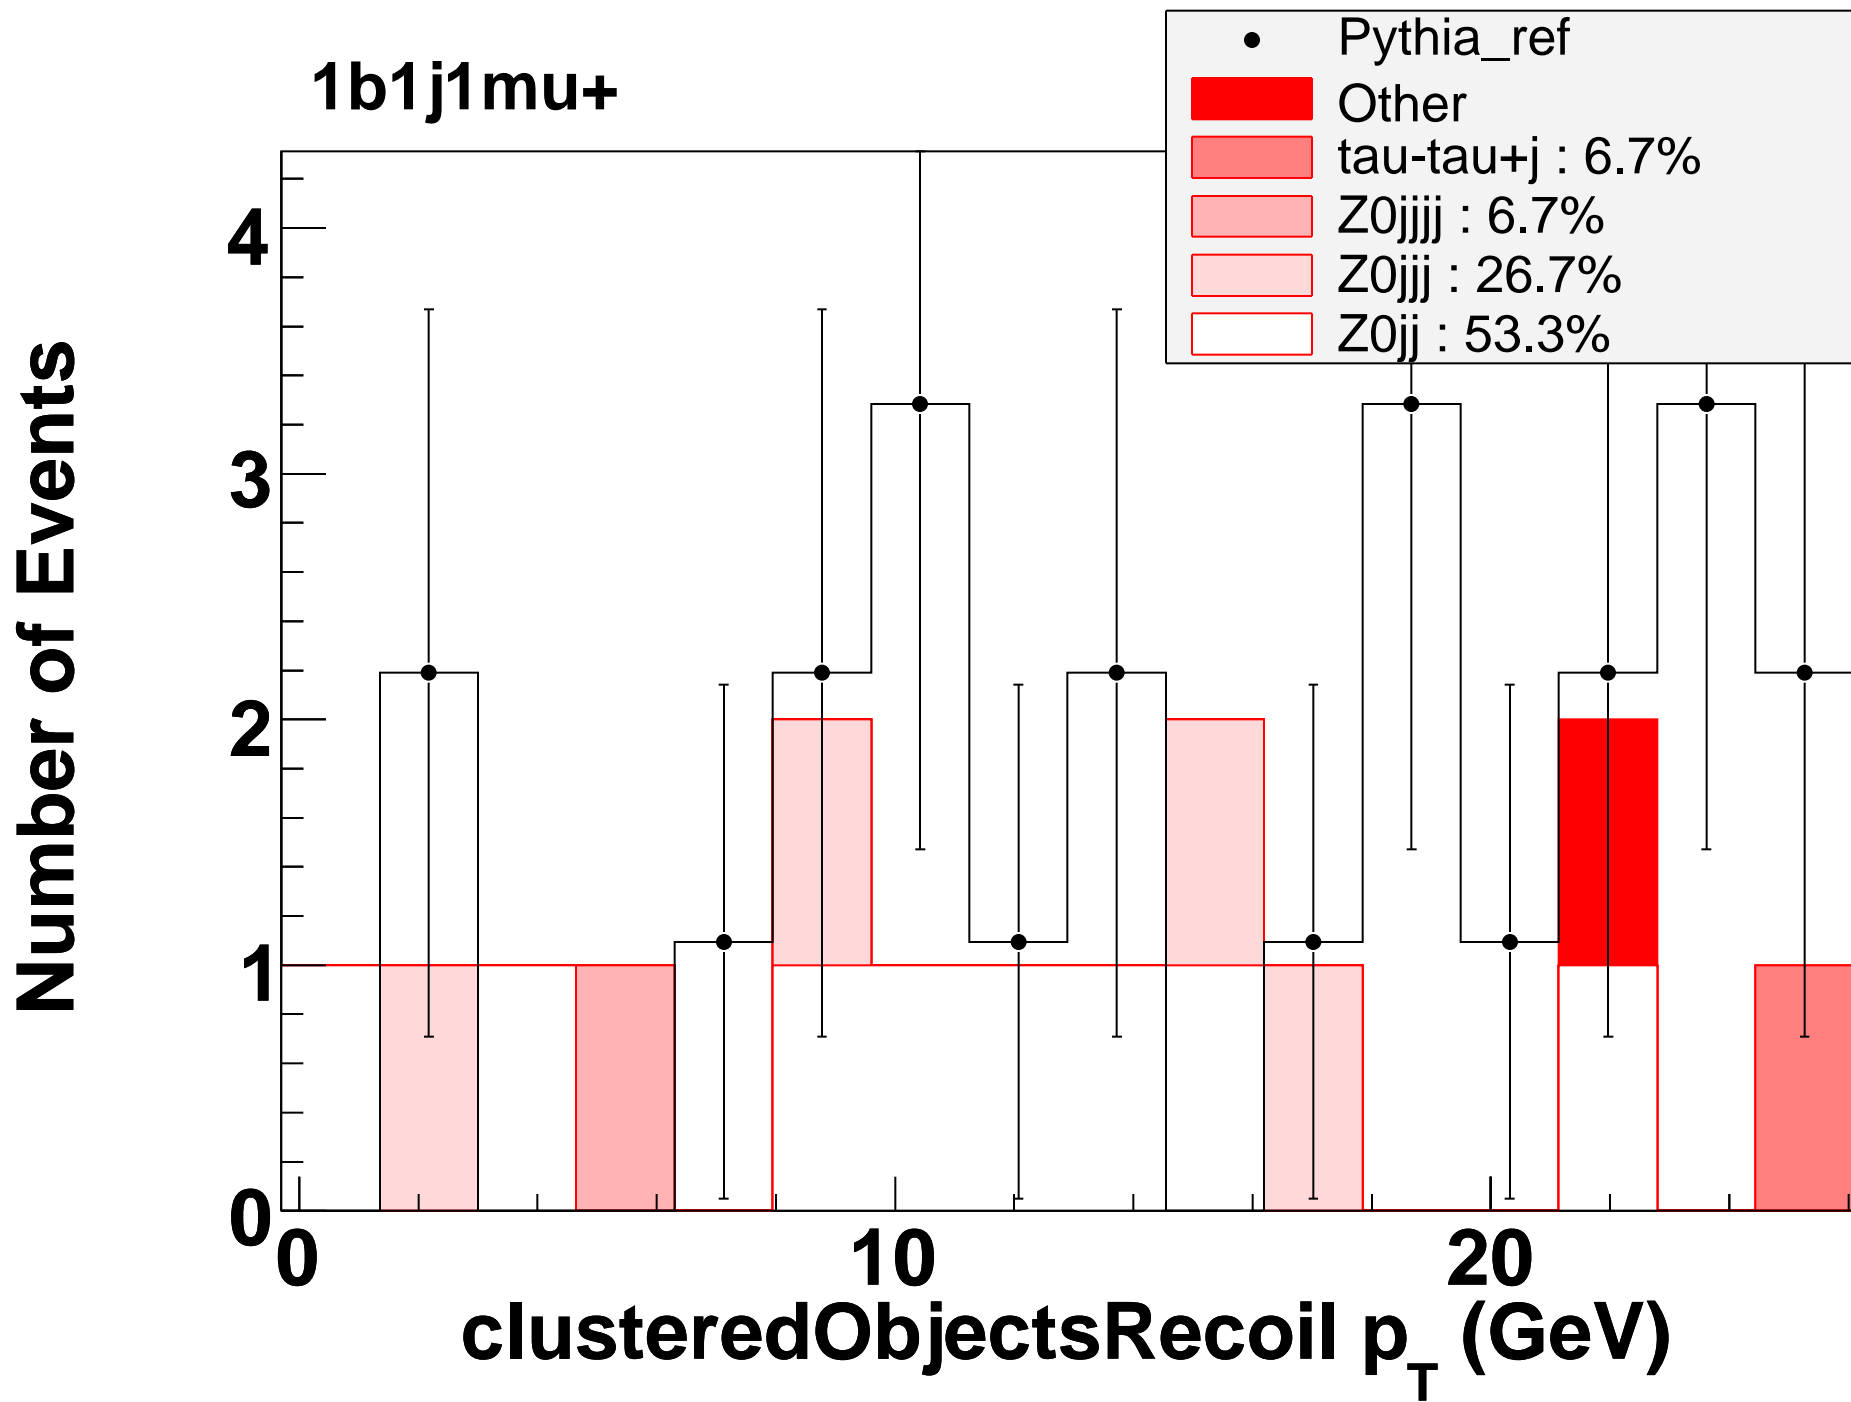 1b1j1mu+
Pythia_ref
Other
tau-tau+j : 6.7%
Z0jjjj : 6.7%
Z0jjj : 26.7%
Z0jj : 53.3%
Number of Events
4
3
2
1
0
0 10 20
clusteredObjectsRecoil p_T (GeV)